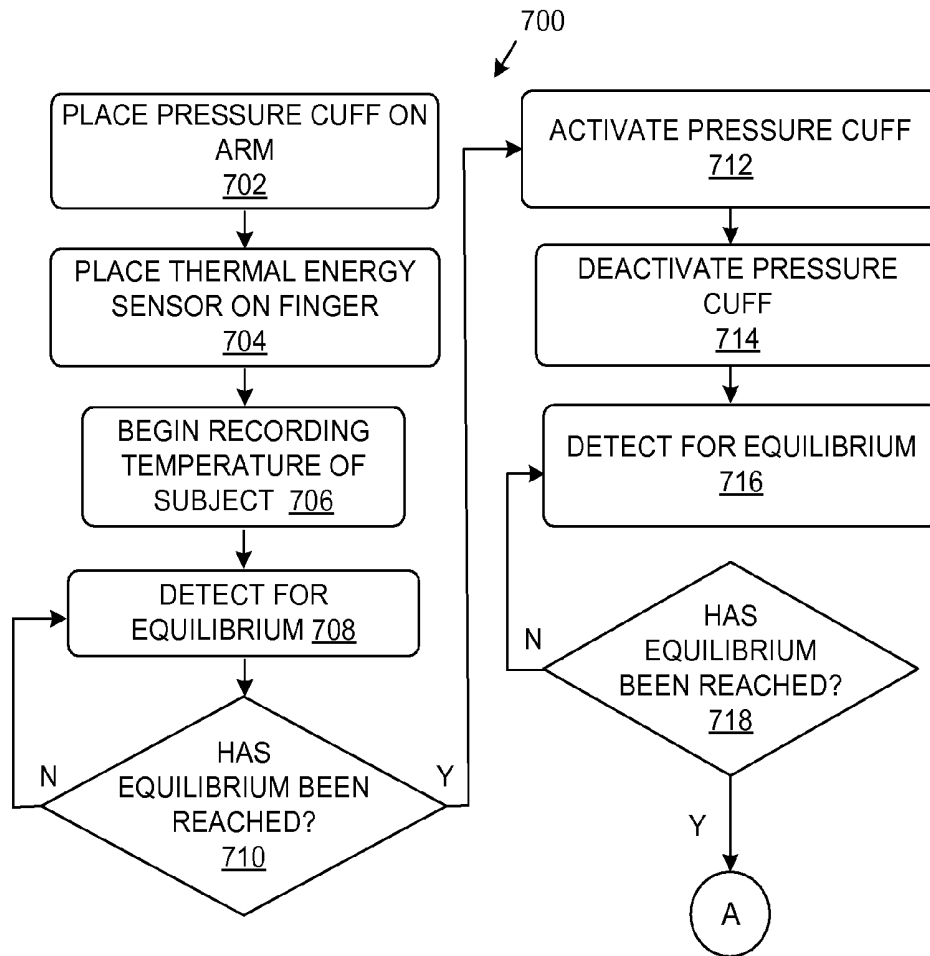 700
PLACE PRESSURE CUFF ON
ARM
702
PLACE THERMAL ENERGY
SENSOR ON FINGER
704
BEGIN RECORDING
TEMPERATURE OF
SUBJECT 706
DETECT FOR
EQUILIBRIUM 708
HAS
EQUILIBRIUM BEEN
REACHED?
710
N
Y
ACTIVATE PRESSURE CUFF
712
DEACTIVATE PRESSURE
CUFF
714
DETECT FOR EQUILIBRIUM
716
HAS
EQUILIBRIUM
BEEN REACHED?
718
N
Y
A